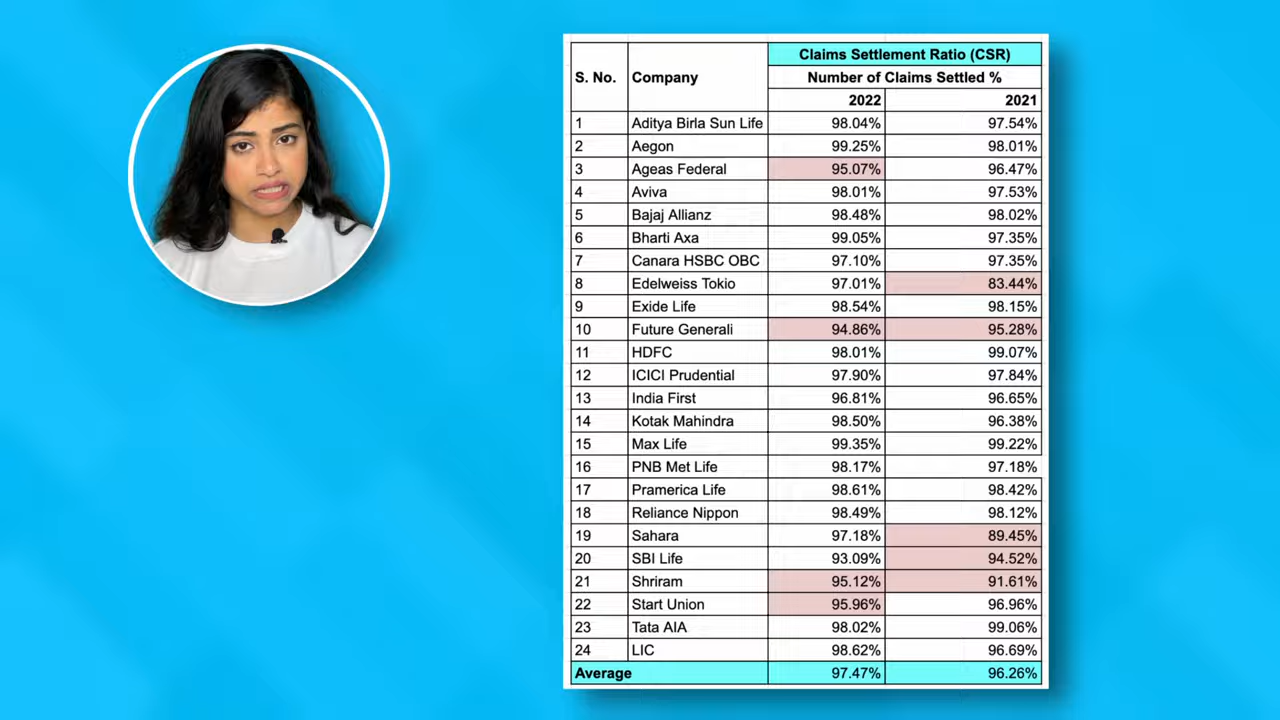 Claims Settlement Ratio (CSR)
S. No. Company Number of Claims Settled %
2022 2021
1 Aditya Birla Sun Life 98.04% 97.54%
2 Aegon 99.25% 98.01%
3 Ageas Federal 95.07% 96.47%
4 Aviva 98.01% 97.53%
5 Bajaj Allianz 98.48% 98.02%
6 Bharti Axa 99.05% 97.35%
7 Canara HSBC OBC 97.10% 97.35%
8 Edelweiss Tokio 97.01% 83.44%
9 Exide Life 98.54% 98.15%
10 Future Generali 94.86% 95.28%
11 HDFC 98.01% 99.07%
12 ICICI Prudential 97.90% 97.84%
13 India First 96.81% 96.65%
14 Kotak Mahindra 98.50% 96.38%
15 Max Life 99.35% 99.22%
16 PNB Met Life 98.17% 97.18%
17 Pramerica Life 98.61% 98.42%
18 Reliance Nippon 98.49% 98.12%
19 Sahara 97.18% 89.45%
20 SBI Life 93.09% 94.52%
21 Shriram 95.12% 91.61%
22 Start Union 95.96% 96.96%
23 Tata AIA 98.02% 99.06%
24 LIC 98.62% 96.69%
Average 97.47% 96.26%